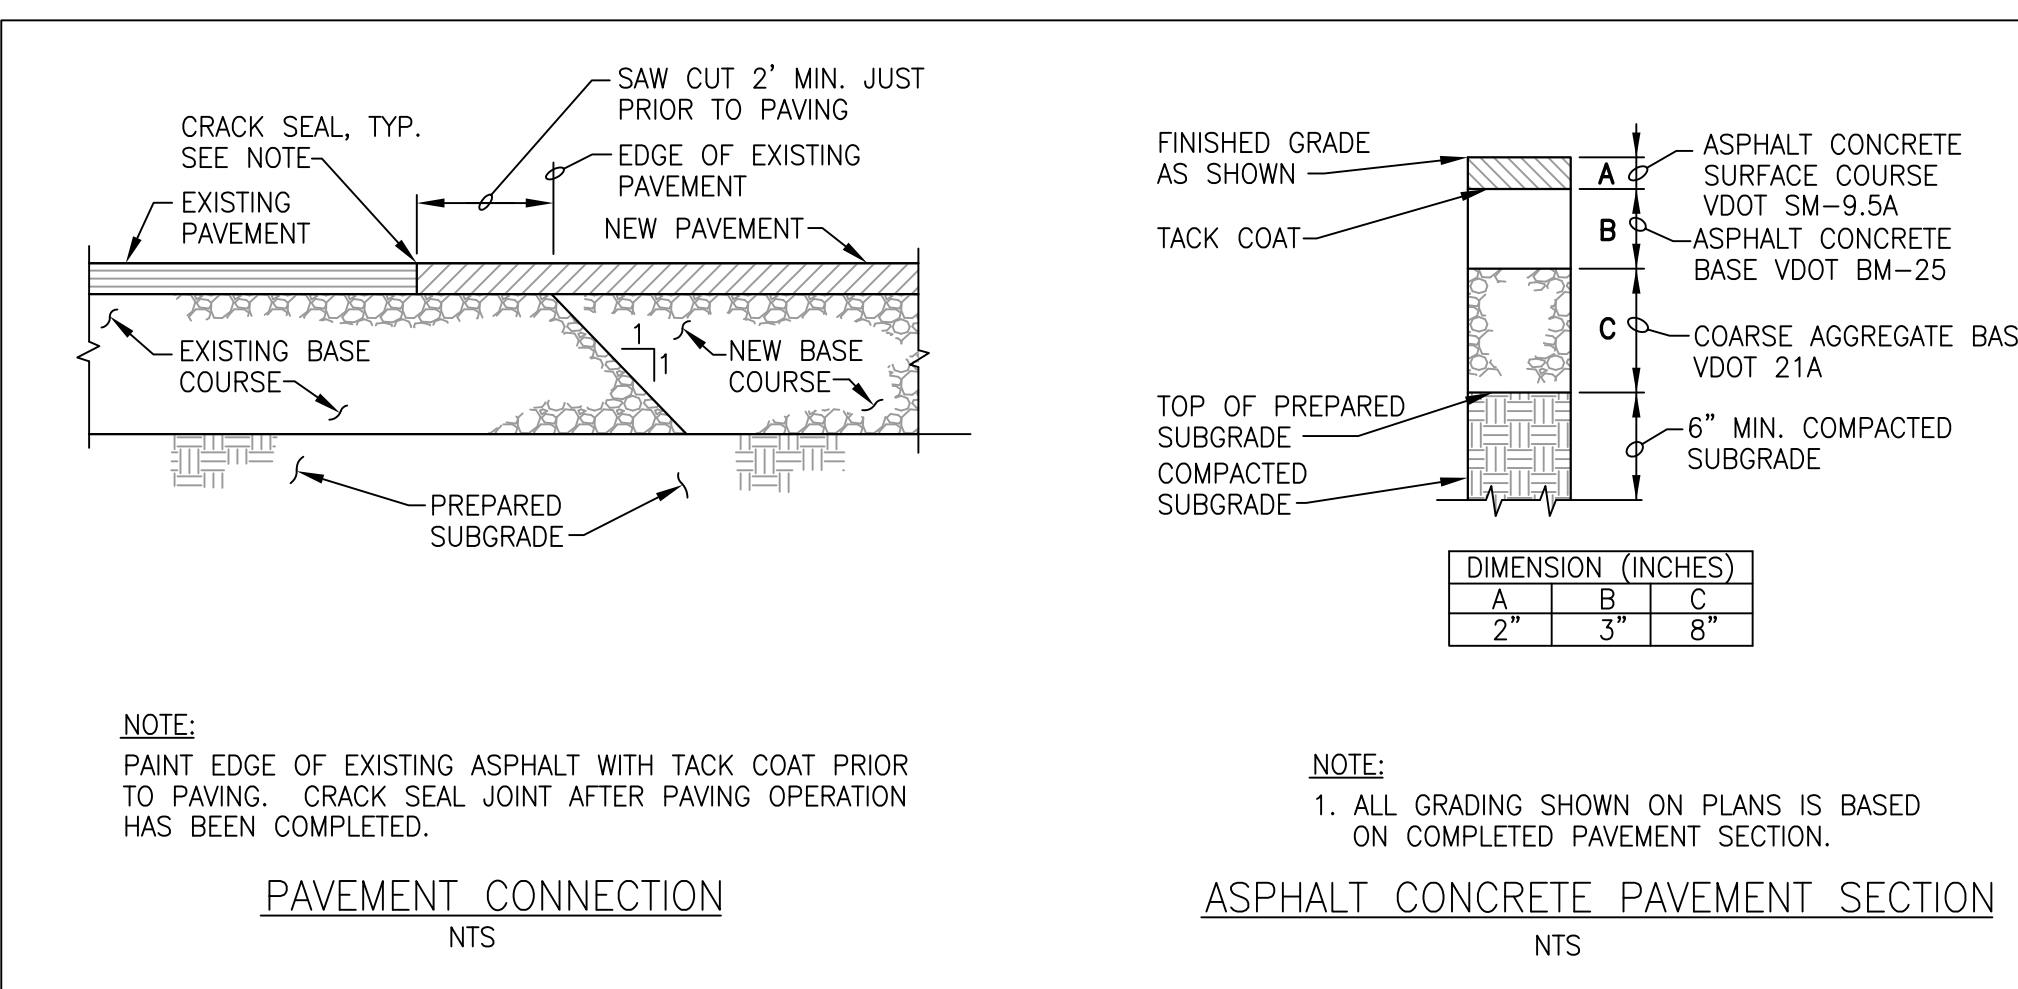 SAW CUT 2' MIN. JUST
PRIOR TO PAVING
CRACK SEAL, TYP.
SEE NOTE
EDGE OF EXISTING
PAVEMENT
EXISTING
PAVEMENT
NEW PAVEMENT
1
1
EXISTING BASE
COURSE
NEW BASE
COURSE
PREPARED
SUBGRADE
NOTE:
PAINT EDGE OF EXISTING ASPHALT WITH TACK COAT PRIOR
TO PAVING. CRACK SEAL JOINT AFTER PAVING OPERATION
HAS BEEN COMPLETED.
PAVEMENT CONNECTION
NTS
FINISHED GRADE
AS SHOWN
TACK COAT
TOP OF PREPARED
SUBGRADE
COMPACTED
SUBGRADE
A
B
C
ASPHALT CONCRETE
SURFACE COURSE
VDOT SM-9.5A
ASPHALT CONCRETE
BASE VDOT BM-25
COARSE AGGREGATE BAS
VDOT 21A
6" MIN. COMPACTED
SUBGRADE
DIMENSION (INCHES)
A B C
2" 3" 8"
NOTE:
1. ALL GRADING SHOWN ON PLANS IS BASED
ON COMPLETED PAVEMENT SECTION.
ASPHALT CONCRETE PAVEMENT SECTION
NTS